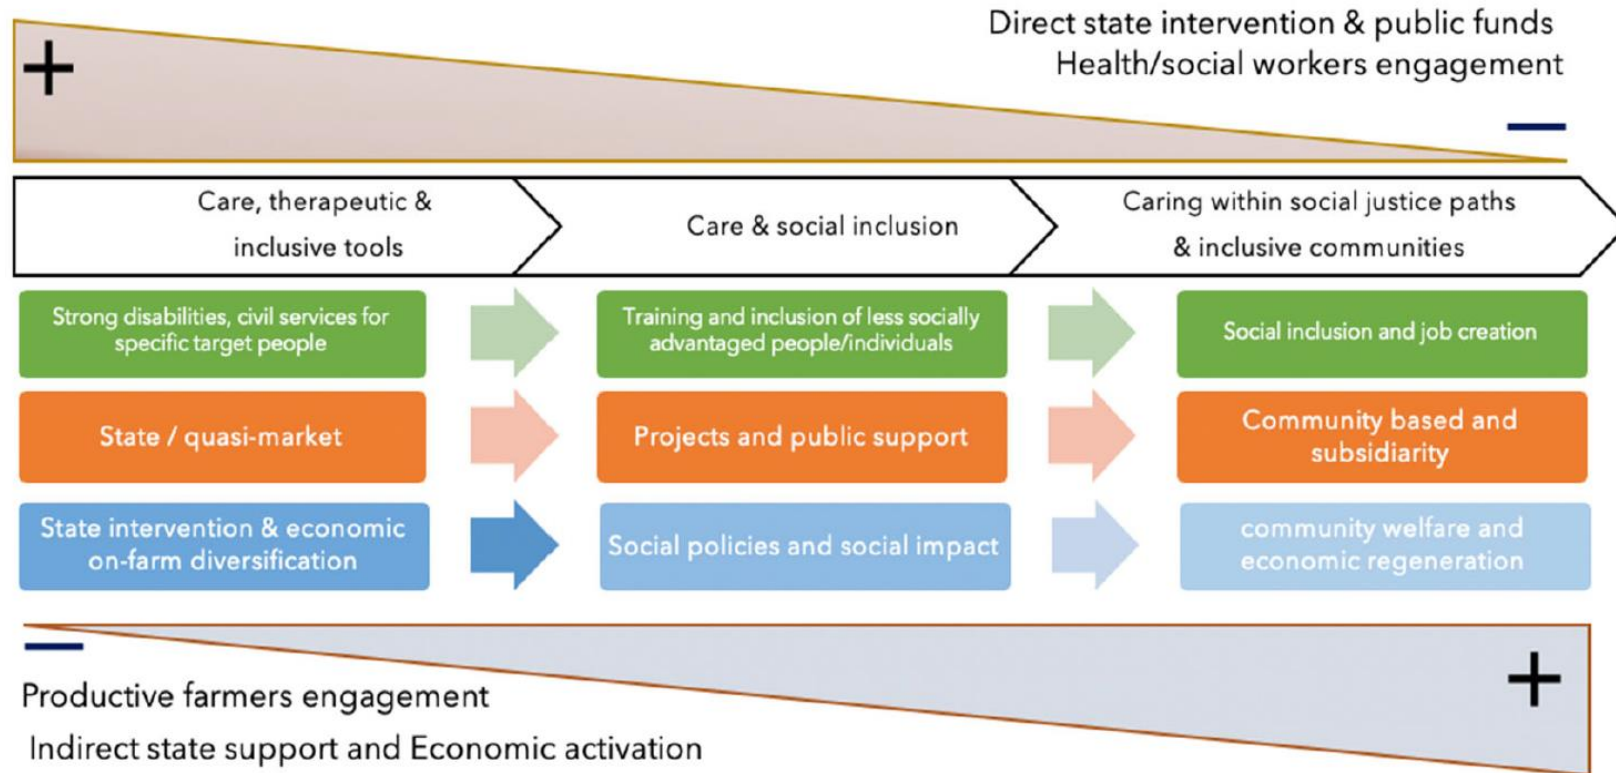 Direct state intervention & public funds
Health/social workers engagement
+
—
Care, therapeutic &
inclusive tools
Care & social inclusion
Caring within social justice paths
& inclusive communities
Strong disabilities, civil services for
specific target people
Training and inclusion of less socially
advantaged people/individuals
Social inclusion and job creation
State / quasi-market
Projects and public support
Community based and
subsidiarity
State intervention & economic
on-farm diversification
Social policies and social impact
community welfare and
economic regeneration
—
+
Productive farmers engagement
Indirect state support and Economic activation